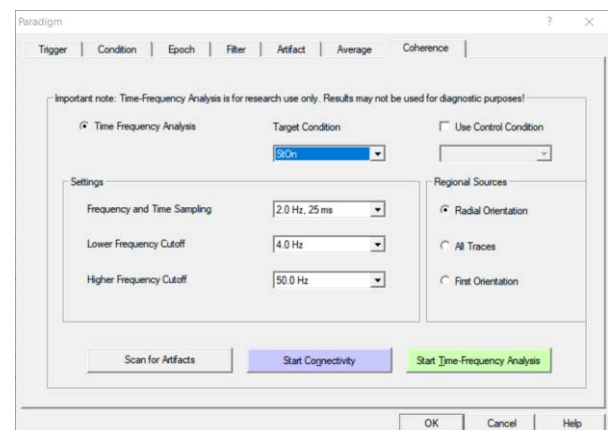 Paradigm ? ×
Trigger Condition Epoch Filter Artifact Average Coherence
Important note: Time-Frequency Analysis is for research use only. Results may not be used for diagnostic purposes!
Time Frequency Analysis Target Condition Use Control Condition
StOn
Settings Regional Sources
Frequency and Time Sampling 2.0 Hz, 25 ms Radial Orientation
Lower Frequency Cutoff 4.0 Hz All Traces
Higher Frequency Cutoff 50.0 Hz First Orientation
Scan for Artifacts Start Connectivity Start Time-Frequency Analysis
OK Cancel Help